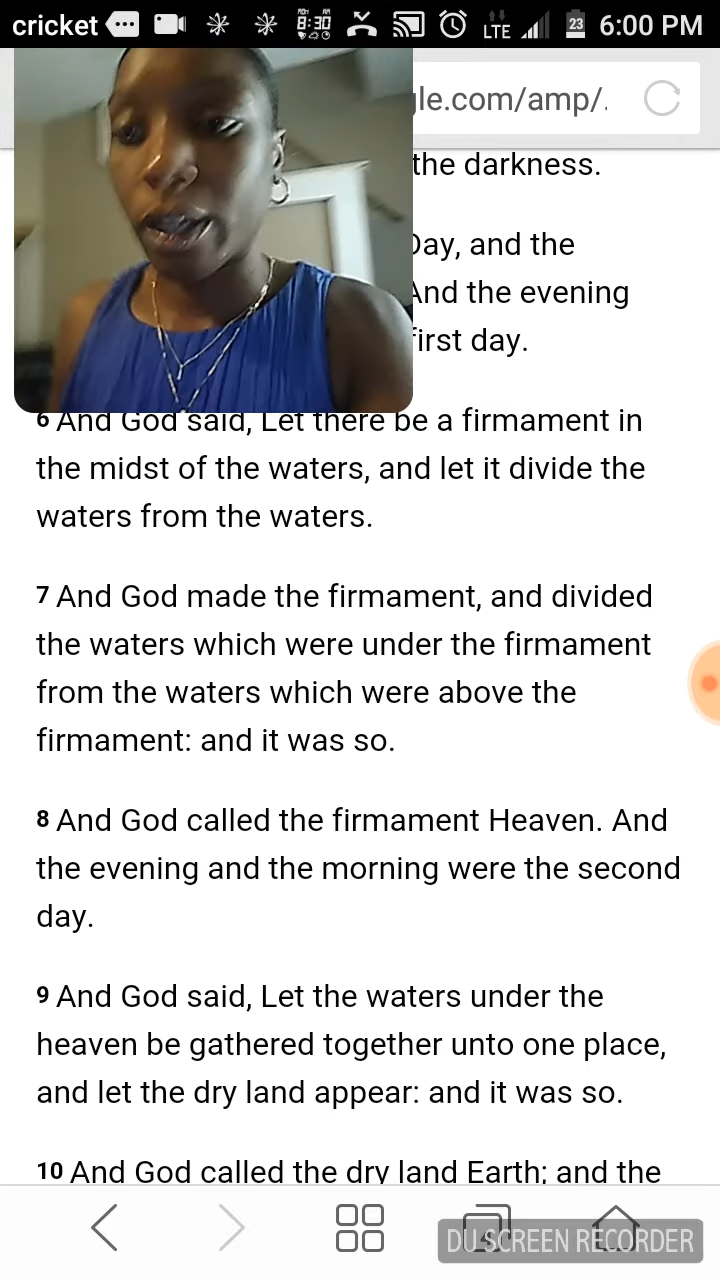 cricket 8:30 LTE 23 6:00 PM
gle.com/amp/.
the darkness.
Day, and the
And the evening
first day.
6 And God said, Let there be a firmament in
the midst of the waters, and let it divide the
waters from the waters.
7 And God made the firmament, and divided
the waters which were under the firmament
from the waters which were above the
firmament: and it was so.
8 And God called the firmament Heaven. And
the evening and the morning were the second
day.
9 And God said, Let the waters under the
heaven be gathered together unto one place,
and let the dry land appear: and it was so.
10 And God called the dry land Earth; and the
DU SCREEN RECORDER